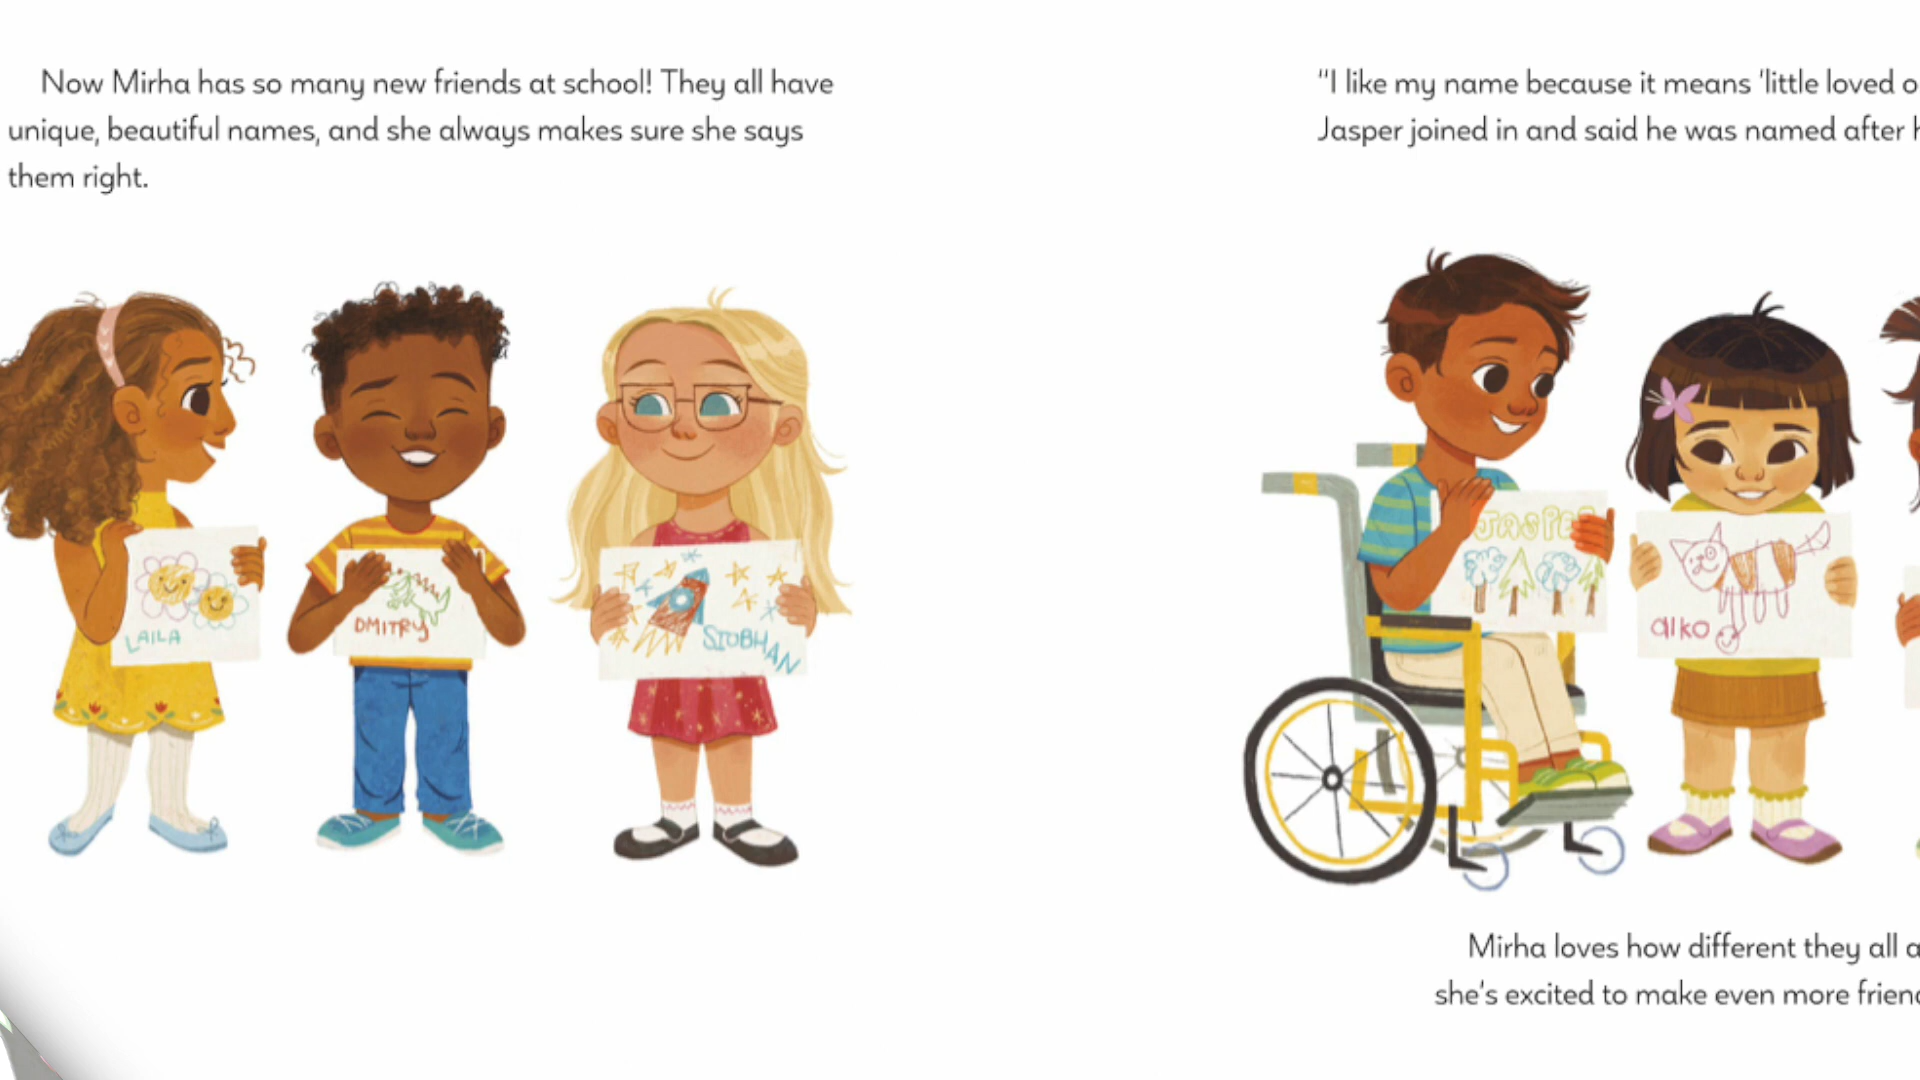 Now Mirha has so many new friends at school! They all have
unique, beautiful names, and she always makes sure she says
them right.
LAILA
DMITRY
SIOBHAN
"I like my name because it means 'little loved
Jasper joined in and said he was named after
Jasper
aiko
Mirha loves how different they all
she's excited to make even more